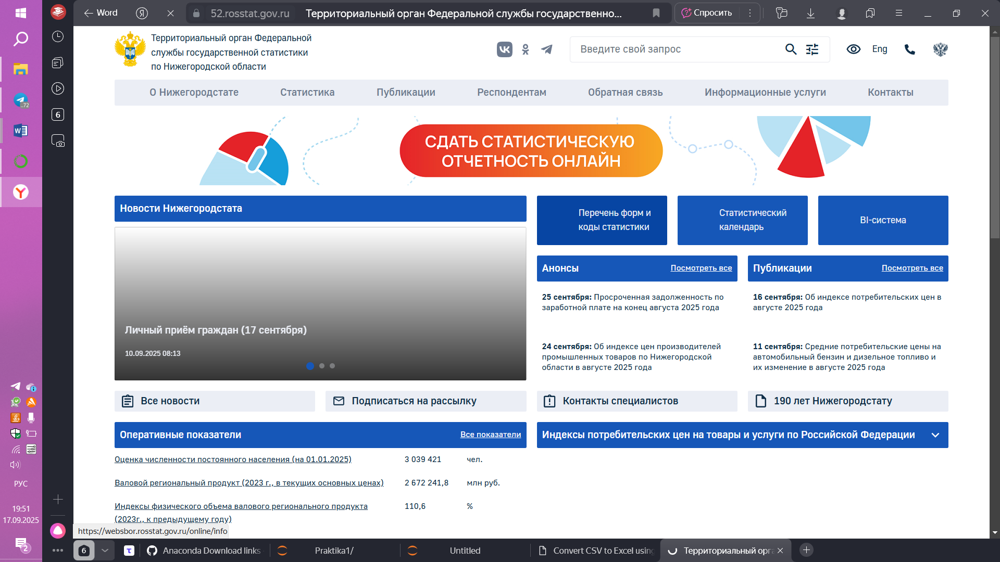 Word
52.rosstat.gov.ru
Территориальный орган Федеральной службы государственно...
Спросить
Территориальный орган Федеральной
службы государственной статистики
по Нижегородской области
Введите свой запрос
Eng
О Нижегородстате
Статистика
Публикации
Респондентам
Обратная связь
Информационные услуги
Контакты
СДАТЬ СТАТИСТИЧЕСКУЮ
ОТЧЕТНОСТЬ ОНЛАЙН
Новости Нижегородстата
Личный приём граждан (17 сентября)
10.09.2025 08:13
Перечень форм и
коды статистики
Статистический
календарь
BI-система
Анонсы
Посмотреть все
25 сентября: Просроченная задолженность по
заработной плате на конец августа 2025 года
24 сентября: Об индексе цен производителей
промышленных товаров по Нижегородской
области в августе 2025 года
Публикации
Посмотреть все
16 сентября: Об индексе потребительских цен в
августе 2025 года
11 сентября: Средние потребительские цены на
автомобильный бензин и дизельное топливо и
их изменение в августе 2025 года
Все новости
Подписаться на рассылку
Контакты специалистов
190 лет Нижегородстату
Оперативные показатели
Все показатели
Индексы потребительских цен на товары и услуги по Российской Федерации
Оценка численности постоянного населения (на 01.01.2025) 3 039 421 чел.
Валовой региональный продукт (2023 г., в текущих основных ценах) 2 672 241,8 млн руб.
Индексы физического объема валового регионального продукта 110,6 %
(2023г., к предыдущему году)
https://websbor.rosstat.gov.ru/online/info
6
Anaconda Download links
Praktika1/
Untitled
Convert CSV to Excel using
Территориальный орга
6
..72
РУС
19:51
17.09.2025
2